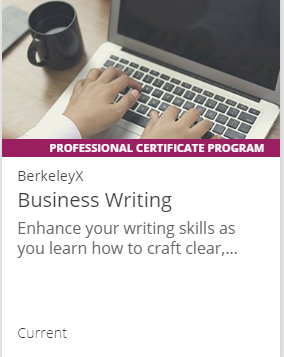 PROFESSIONAL CERTIFICATE PROGRAM
BerkeleyX
Business Writing
Enhance your writing skills as
you learn how to craft clear,...
Current